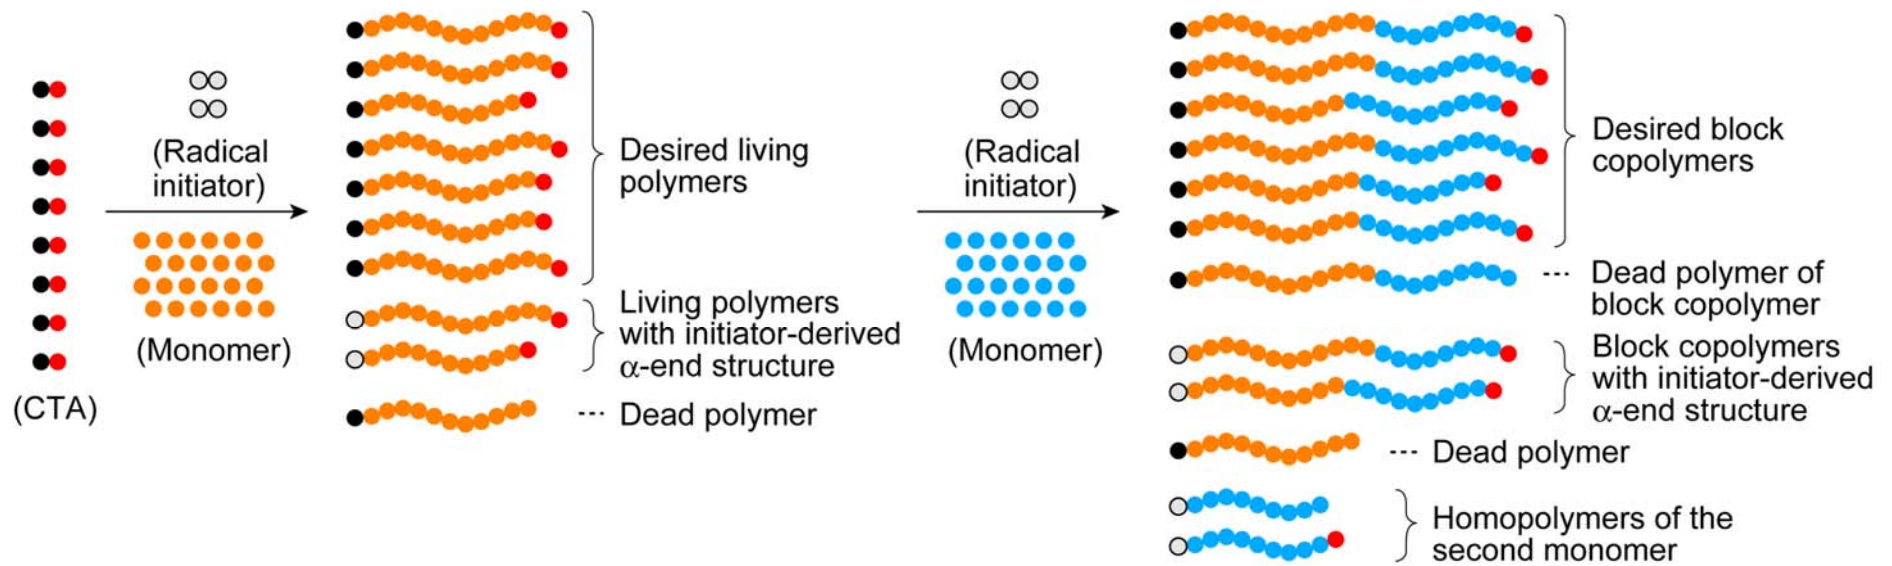 (CTA)
(Radical
initiator)
(Monomer)
Desired living
polymers
Living polymers
with initiator-derived
α-end structure
--- Dead polymer
(Radical
initiator)
(Monomer)
Desired block
copolymers
--- Dead polymer of
block copolymer
Block copolymers
with initiator-derived
α-end structure
--- Dead polymer
Homopolymers of the
second monomer